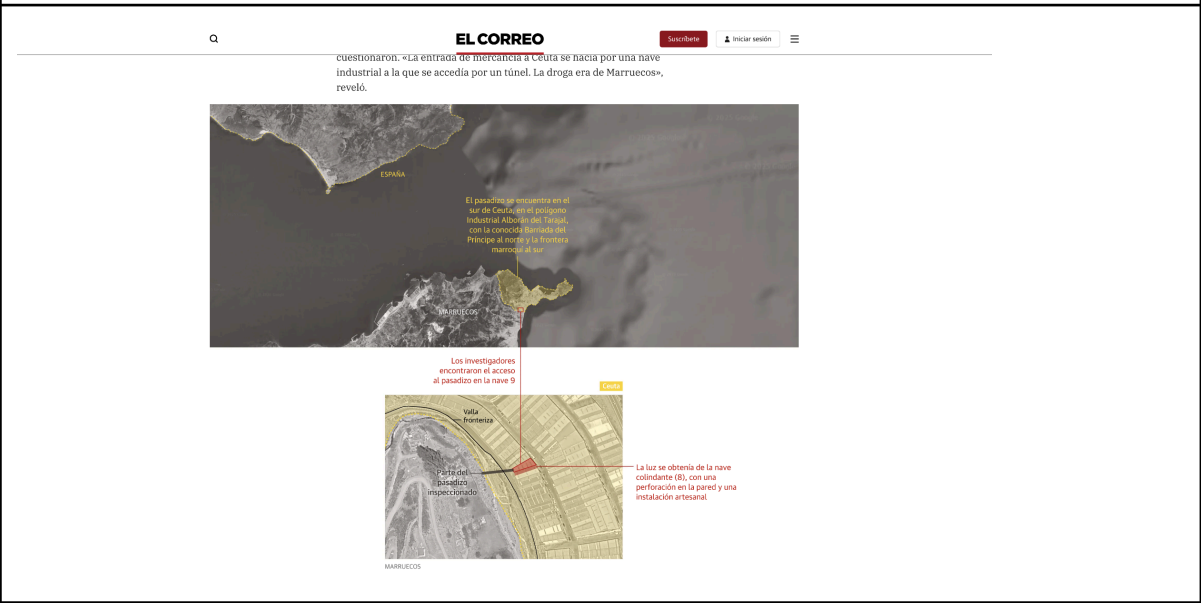 EL CORREO
Suscríbete
Iniciar sesión
cuestionaron. «La entrada de mercancía a Ceuta se hacía por una nave
industrial a la que se accedía por un túnel. La droga era de Marruecos»,
reveló.
ESPAÑA
El pasadizo se encuentra en el
sur de Ceuta, en el polígono
Industrial Alborán del Tarajal,
con la conocida Barriada del
Príncipe al norte y la frontera
marroquí al sur
MARRUECOS
Los investigadores
encontraron el acceso
al pasadizo en la nave 9
Ceuta
Valla
fronteriza
Parte del
pasadizo
inspeccionado
La luz se obtenía de la nave
colindante (8), con una
perforación en la pared y una
instalación artesanal
MARRUECOS